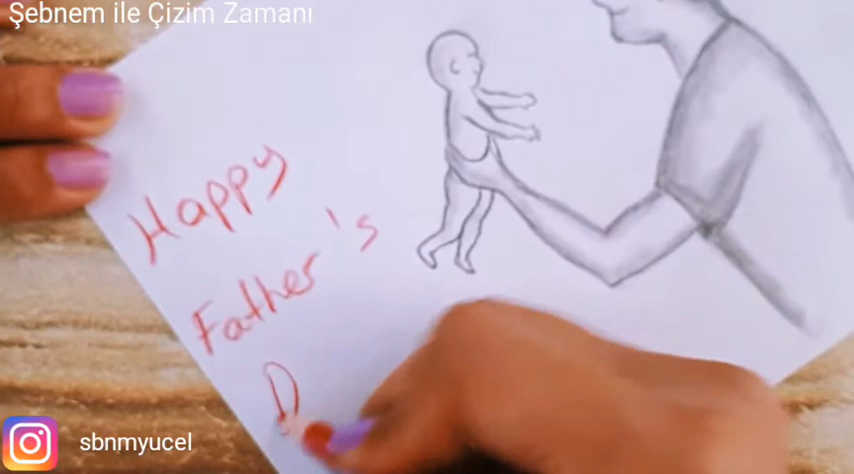 Şebnem ile Çizim Zamanı
Happy
Father's
D
sbnmyucel